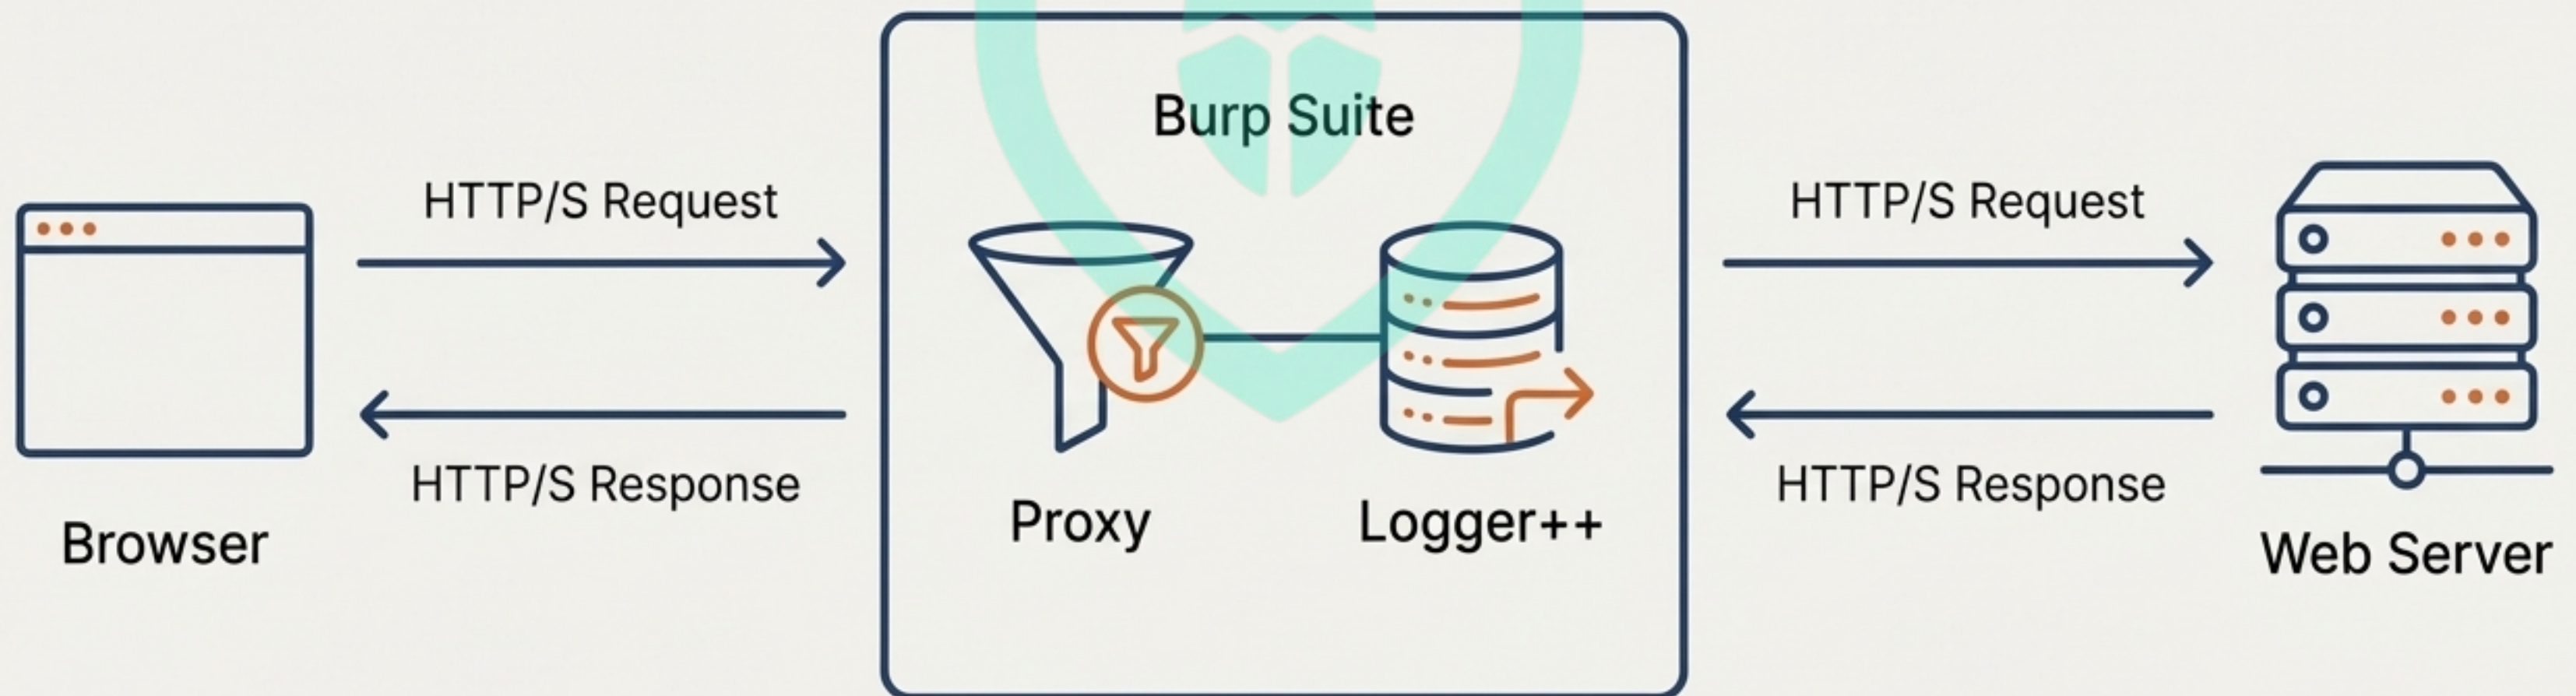 Burp Suite
HTTP/S Request
HTTP/S Request
HTTP/S Response
HTTP/S Response
Proxy
Logger++
Browser
Web Server